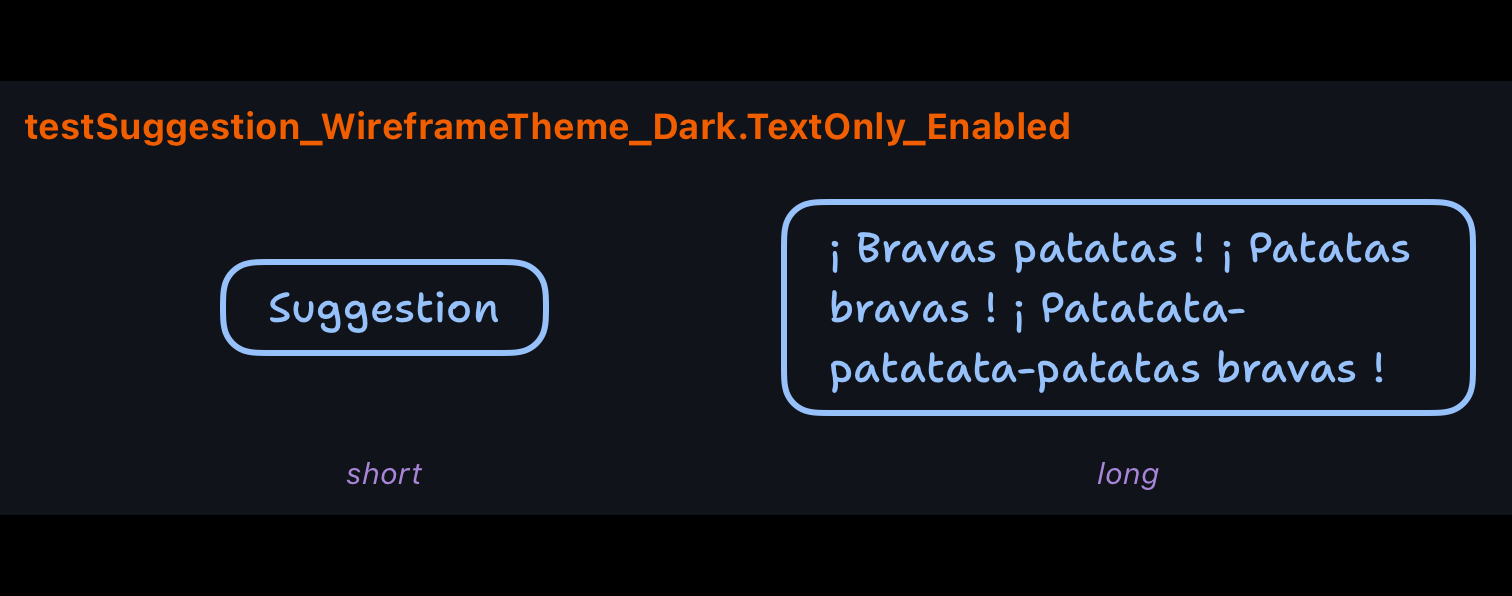 testSuggestion_WireframeTheme_Dark.TextOnly_Enabled
Suggestion
¡ Bravas patatas ! ¡ Patatas
bravas ! ¡ Patatata-
patatata-patatas bravas !
short
long